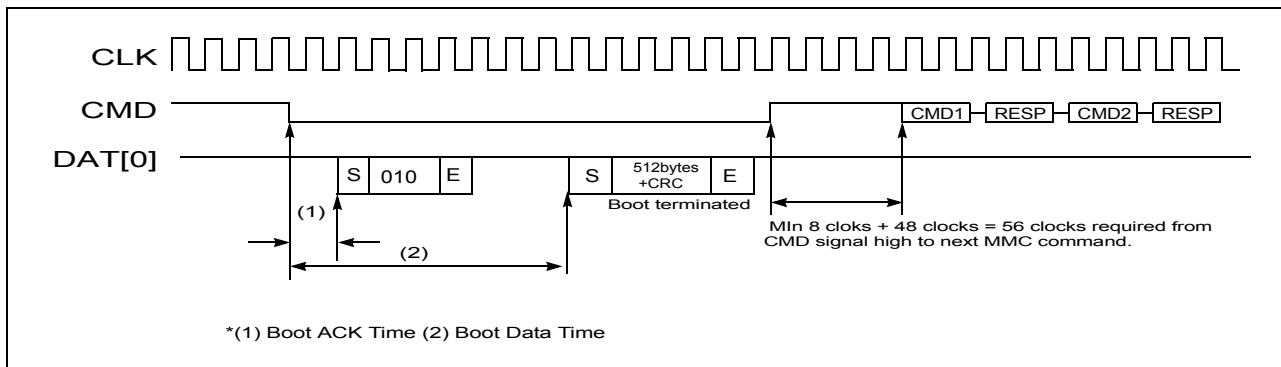 CLK
CMD
CMD1
RESP
CMD2
RESP
DAT[0]
S
010
E
S
512bytes
+CRC
E
Boot terminated
(1)
(2)
MIn 8 cloks + 48 clocks = 56 clocks required from
CMD signal high to next MMC command.
*(1) Boot ACK Time (2) Boot Data Time